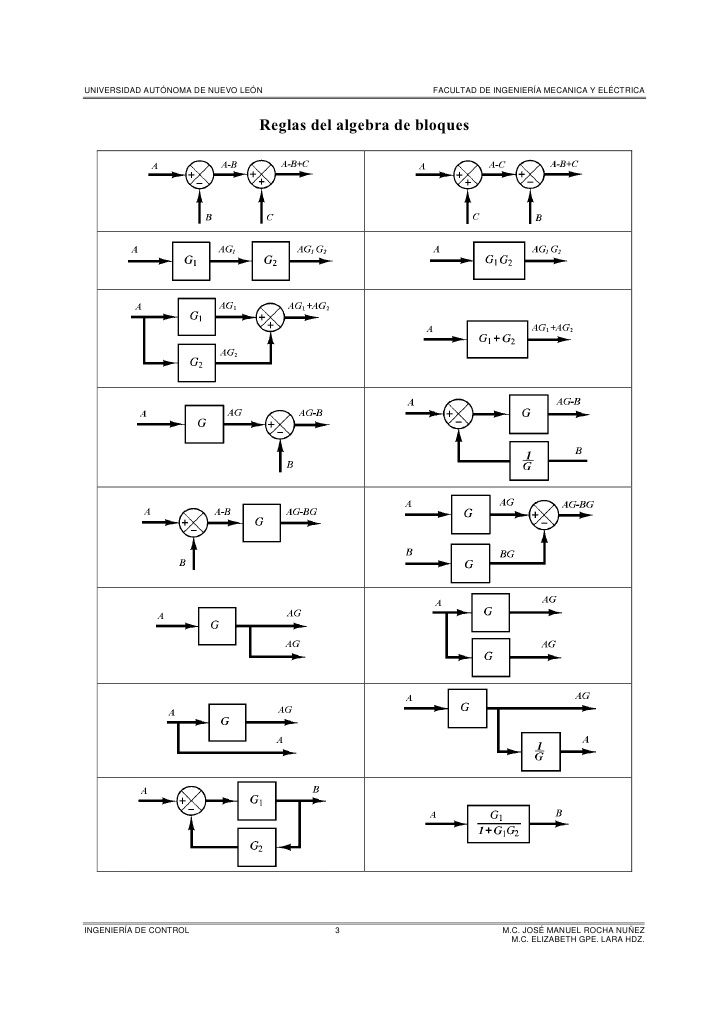 UNIVERSIDAD AUTÓNOMA DE NUEVO LEÓN FACULTAD DE INGENIERÍA MECANICA Y ELÉCTRICA
Reglas del algebra de bloques
A + − A-B + + A-B+C
B C
A + + A-C + − A-B+C
C B
A G₁ AG₁ G₂ AG₁ G₂
A G₁ G₂ AG₁ G₂
A G₁ AG₁ + + AG₁+AG₂
G₂ AG₂
A G₁ + G₂ AG₁+AG₂
A G AG + − AG-B
B
A + − G AG-B
1/G B
A + − A-B G AG-BG
B
A G AG + − AG-BG
B G BG
A G AG
AG
A G AG
G AG
A G AG
A
A G AG
1/G A
A + − G₁ B
G₂
A G₁/1+G₁G₂ B
INGENIERÍA DE CONTROL 3 M.C. JOSÉ MANUEL ROCHA NUÑEZ
M.C. ELIZABETH GPE. LARA HDZ.